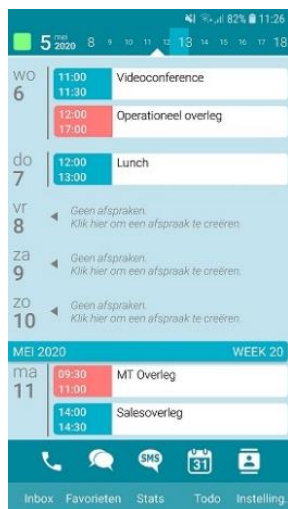 82% 11:26
5 mei 2020 8 9 10 11 12 13 14 15 16 17 18
wo 6
11:00 11:30 Videoconference
12:00 17:00 Operationeel overleg
do 7
12:00 13:00 Lunch
vr 8
Geen afspraken.
Klik hier om een afspraak te creëren.
za 9
Geen afspraken.
Klik hier om een afspraak te creëren.
zo 10
Geen afspraken.
Klik hier om een afspraak te creëren.
MEI 2020 WEEK 20
ma 11
09:30 11:00 MT Overleg
14:00 14:30 Salesoverleg
SMS 31
Inbox Favorieten Stats Todo Instelling.